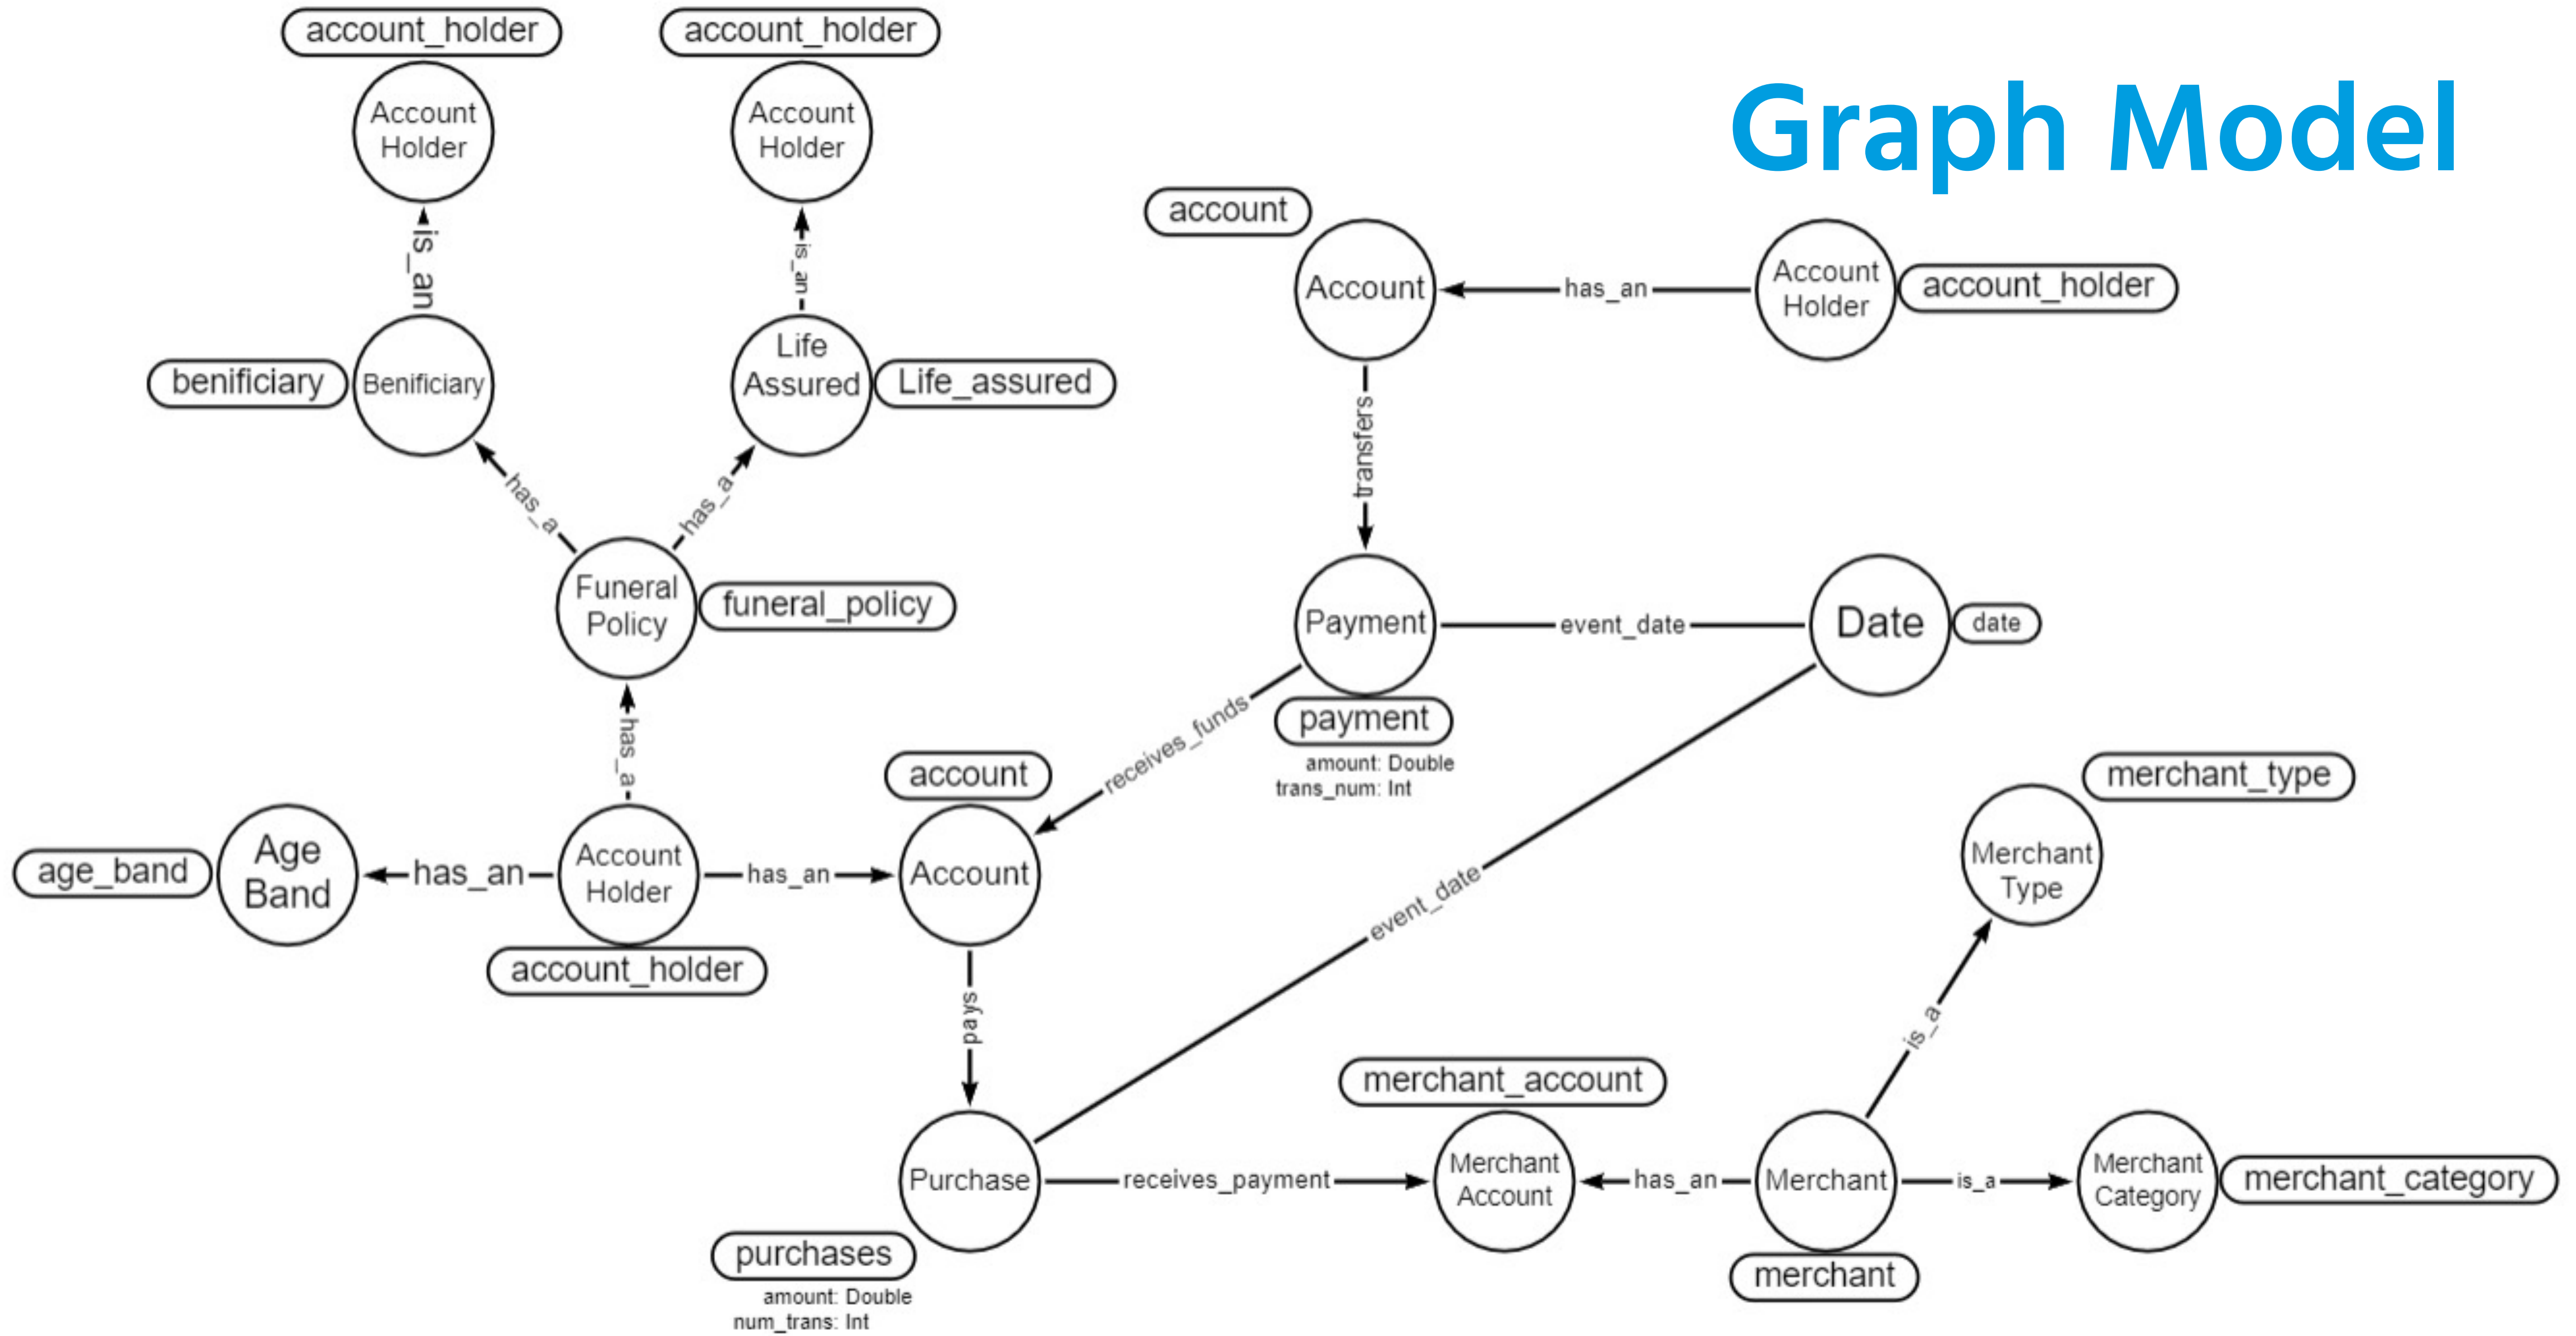 Graph Model
account_holder
account_holder
Account
Holder
Account
Holder
is_an
is_an
account
Account
has_an
Account
Holder
account_holder
benificiary
Benificiary
Life
Assured
Life_assured
transfers
has_a
has_a
Funeral
Policy
funeral_policy
Payment
event_date
Date
date
payment
amount: Double
trans_num: Int
receives_funds
has_a
account
age_band
Age
Band
has_an
Account
Holder
has_an
Account
account_holder
event_date
merchant_type
Merchant
Type
pays
is_a
merchant_account
Purchase
receives_payment
Merchant
Account
has_an
Merchant
is_a
Merchant
Category
merchant_category
purchases
amount: Double
num_trans: Int
merchant